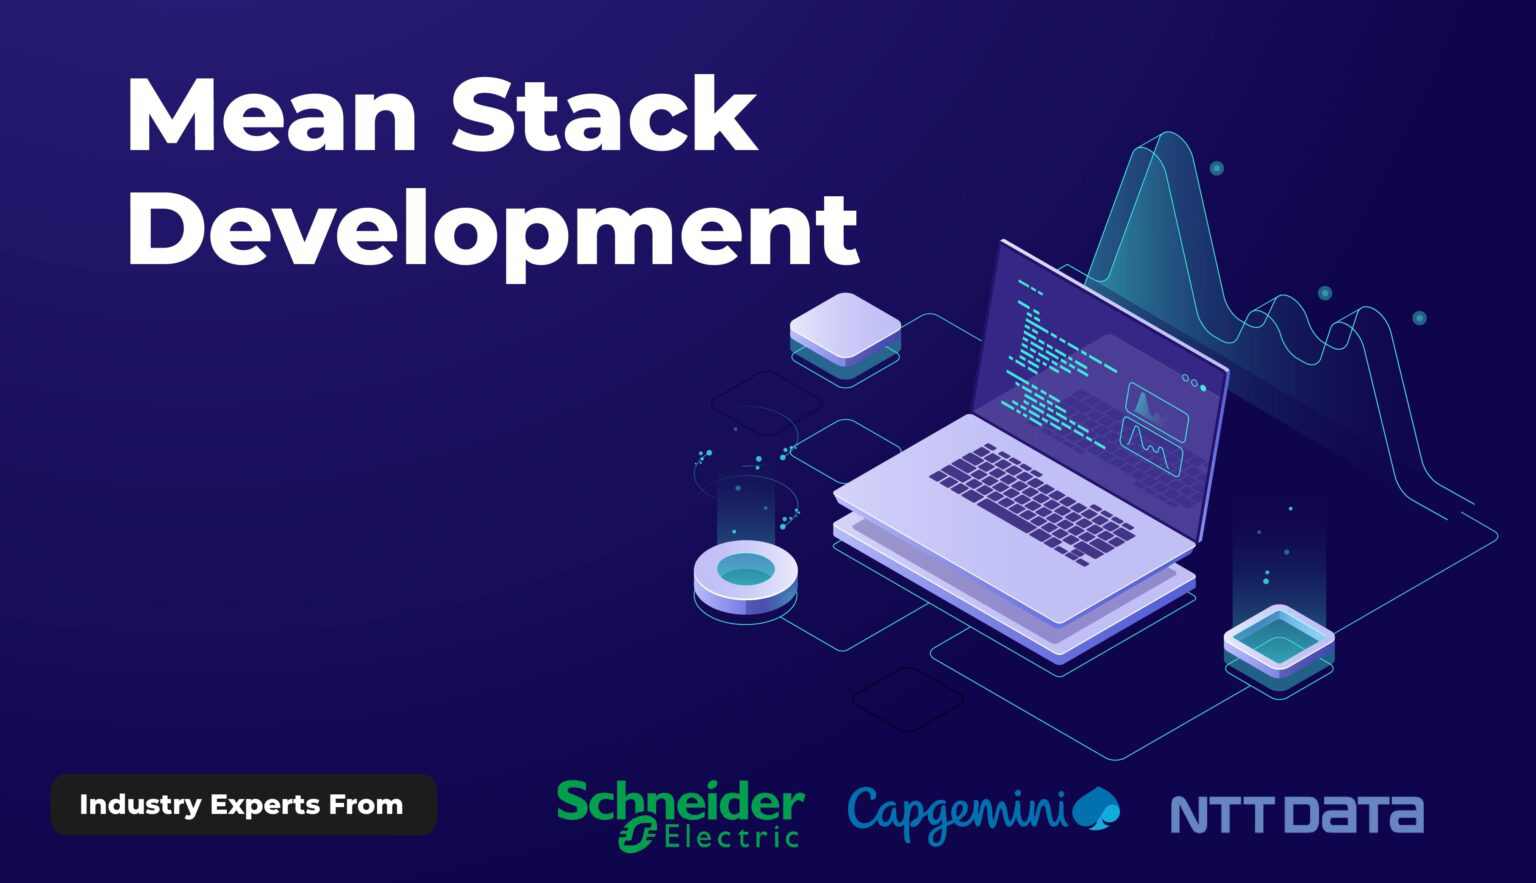 Mean Stack
Development
Industry Experts From
Schneider
Electric
Capgemini
NTT DATA